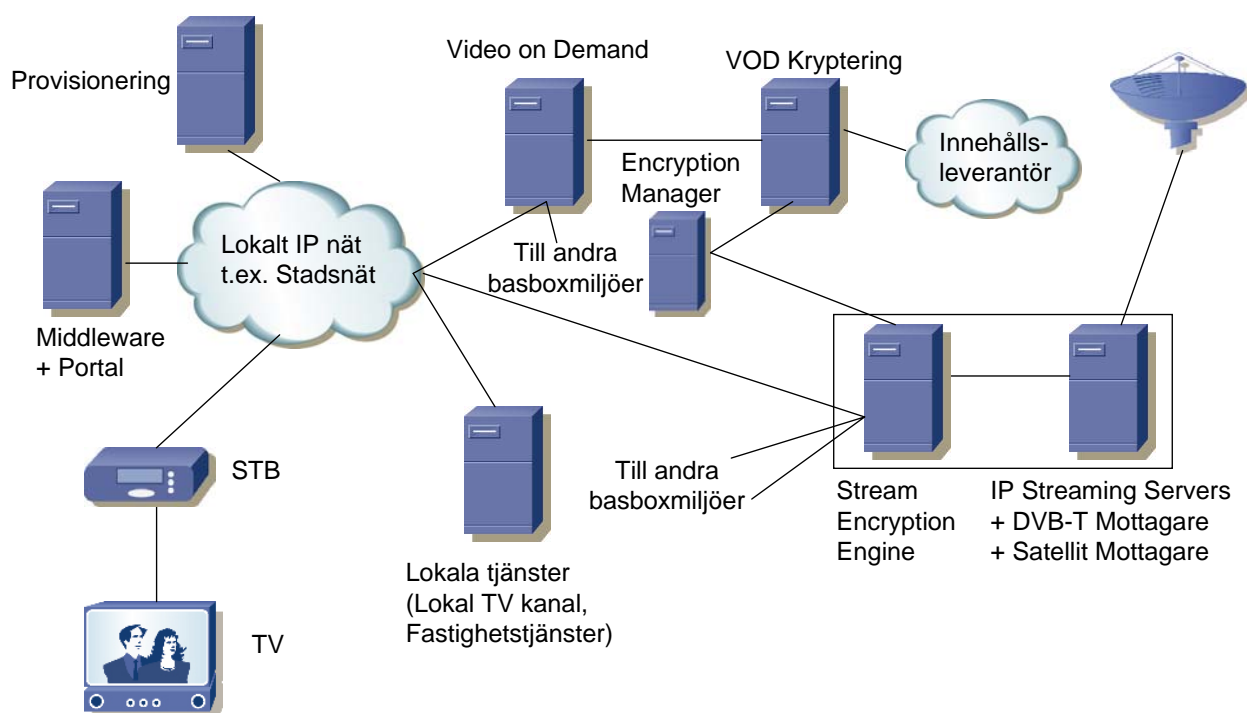 Video on Demand
VOD Kryptering
Provisionering
Innehålls-
leverantör
Encryption
Manager
Lokalt IP nät
t.ex. Stadsnät
Till andra
basboxmiljöer
Middleware
+ Portal
STB
Till andra
basboxmiljöer
Stream
Encryption
Engine
IP Streaming Servers
+ DVB-T Mottagare
+ Satellit Mottagare
Lokala tjänster
(Lokal TV kanal,
Fastighetstjänster)
TV